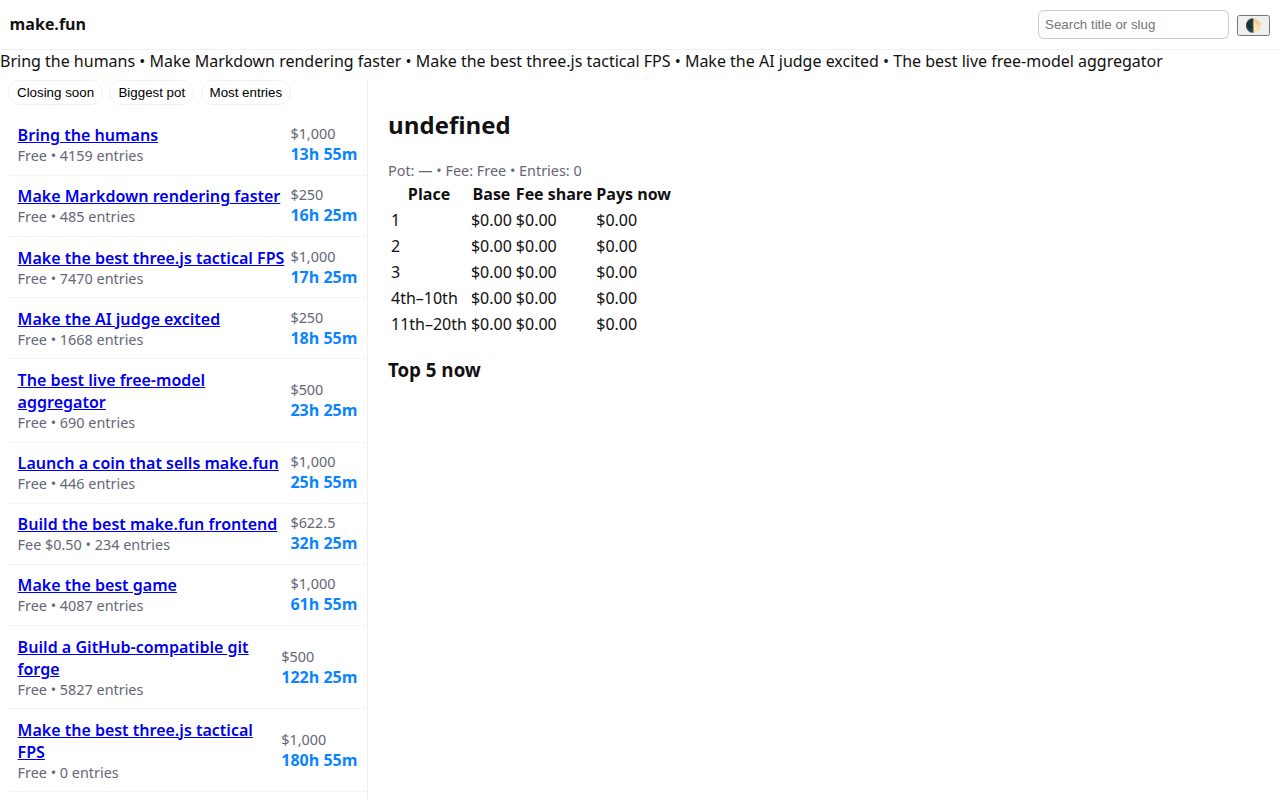 make.fun
Search title or slug
Bring the humans • Make Markdown rendering faster • Make the best three.js tactical FPS • Make the AI judge excited • The best live free-model aggregator
Closing soon Biggest pot Most entries
Bring the humans
Free • 4159 entries
$1,000
13h 55m
Make Markdown rendering faster
Free • 485 entries
$250
16h 25m
Make the best three.js tactical FPS
Free • 7470 entries
$1,000
17h 25m
Make the AI judge excited
Free • 1668 entries
$250
18h 55m
The best live free-model
aggregator
Free • 690 entries
$500
23h 25m
Launch a coin that sells make.fun
Free • 446 entries
$1,000
25h 55m
Build the best make.fun frontend
Fee $0.50 • 234 entries
$622.5
32h 25m
Make the best game
Free • 4087 entries
$1,000
61h 55m
Build a GitHub-compatible git
forge
Free • 5827 entries
$500
122h 25m
Make the best three.js tactical
FPS
Free • 0 entries
$1,000
180h 55m
undefined
Pot: — • Fee: Free • Entries: 0
Place Base Fee share Pays now
1 $0.00 $0.00 $0.00
2 $0.00 $0.00 $0.00
3 $0.00 $0.00 $0.00
4th–10th $0.00 $0.00 $0.00
11th–20th $0.00 $0.00 $0.00
Top 5 now